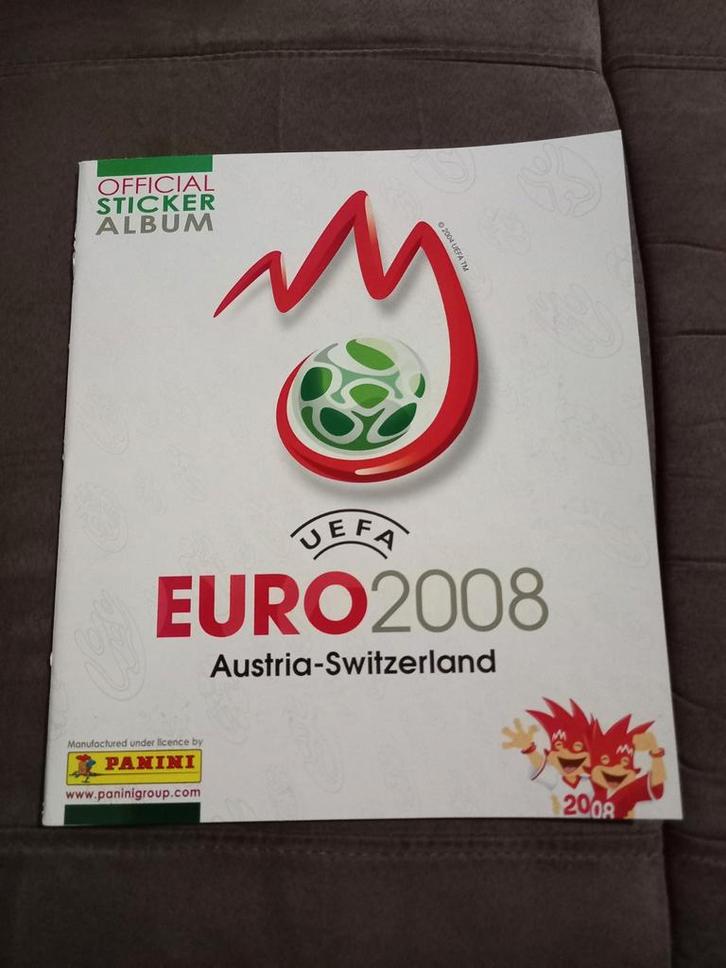 OFFICIAL
STICKER
ALBUM
© 2004 UEFA TM
UEFA
EURO2008
Austria-Switzerland
Manufactured under licence by
PANINI
www.paninigroup.com
2008